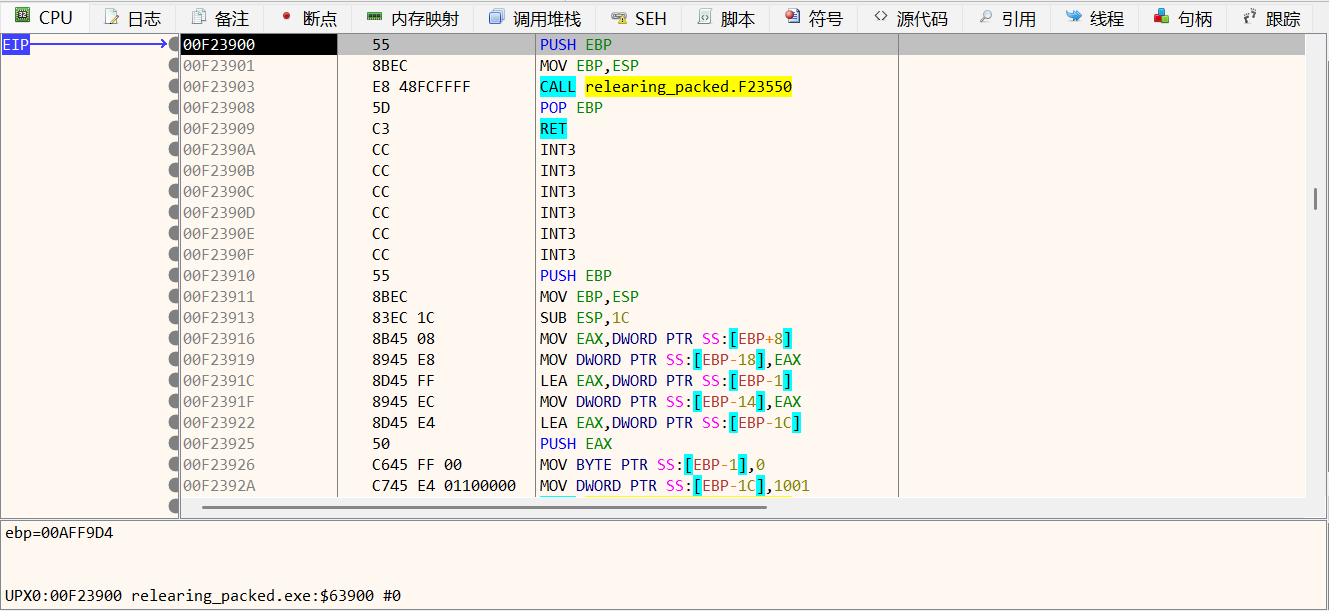 CPU 日志 备注 断点 内存映射 调用堆栈 SEH 脚本 符号 源代码 引用 线程 句柄 跟踪
EIP 00F23900 55 PUSH EBP
00F23901 8BEC MOV EBP,ESP
00F23903 E8 48FCFFFF CALL relearing_packed.F23550
00F23908 5D POP EBP
00F23909 C3 RET
00F2390A CC INT3
00F2390B CC INT3
00F2390C CC INT3
00F2390D CC INT3
00F2390E CC INT3
00F2390F CC INT3
00F23910 55 PUSH EBP
00F23911 8BEC MOV EBP,ESP
00F23913 83EC 1C SUB ESP,1C
00F23916 8B45 08 MOV EAX,DWORD PTR SS:[EBP+8]
00F23919 8945 E8 MOV DWORD PTR SS:[EBP-18],EAX
00F2391C 8D45 FF LEA EAX,DWORD PTR SS:[EBP-1]
00F2391F 8945 EC MOV DWORD PTR SS:[EBP-14],EAX
00F23922 8D45 E4 LEA EAX,DWORD PTR SS:[EBP-1C]
00F23925 50 PUSH EAX
00F23926 C645 FF 00 MOV BYTE PTR SS:[EBP-1],0
00F2392A C745 E4 01100000 MOV DWORD PTR SS:[EBP-1C],1001
ebp=00AFF9D4
UPX0:00F23900 relearing_packed.exe:$63900 #0